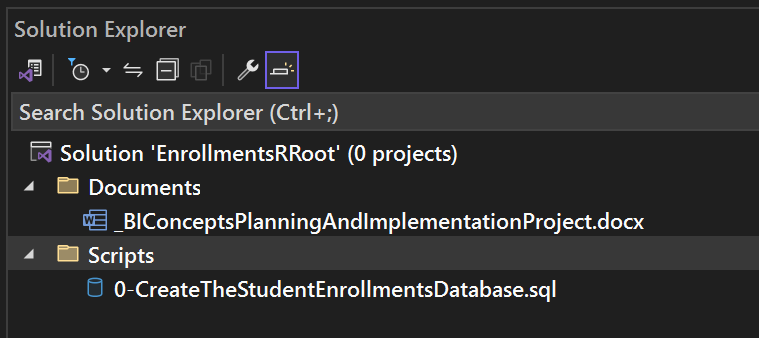 Solution Explorer
Search Solution Explorer (Ctrl+;)
Solution 'EnrollmentsRRoot' (0 projects)
Documents
_BIConceptsPlanningAndImplementationProject.docx
Scripts
0-CreateTheStudentEnrollmentsDatabase.sql